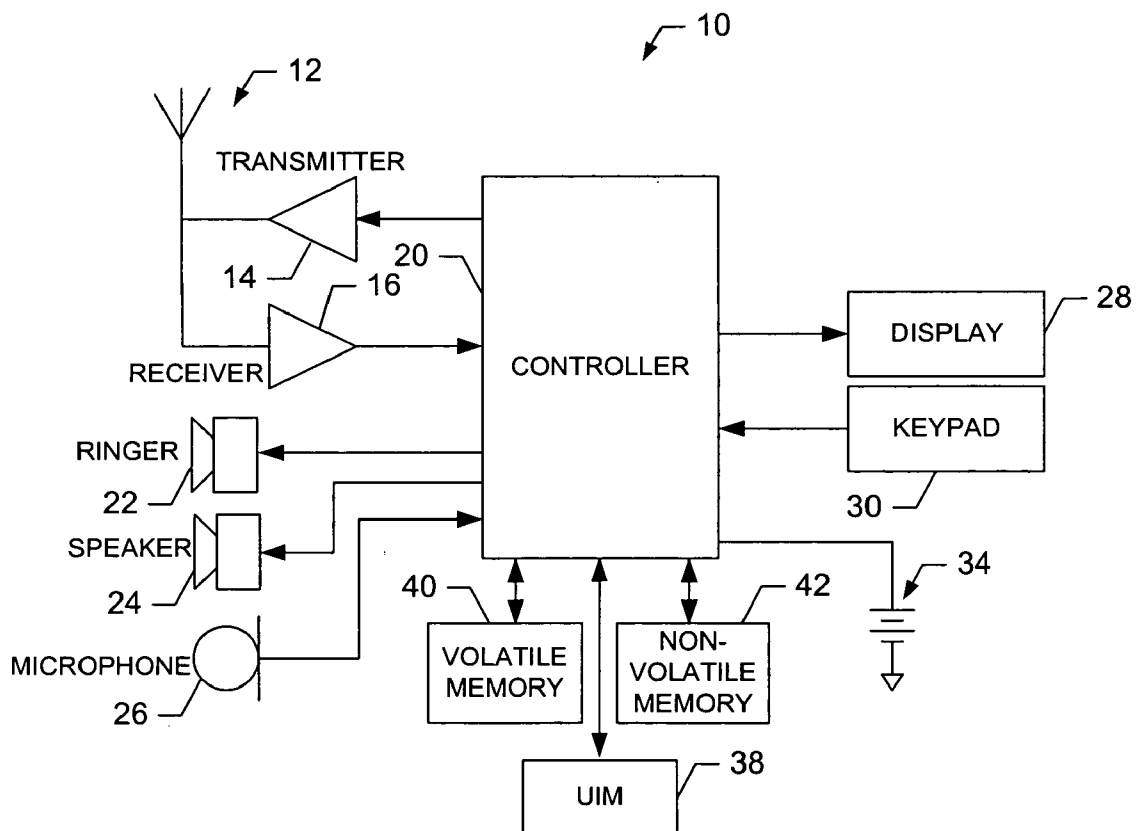 10
12
TRANSMITTER
14
20
16
RECEIVER
CONTROLLER
28
DISPLAY
KEYPAD
30
RINGER
22
SPEAKER
24
MICROPHONE
26
40
VOLATILE
MEMORY
42
NON-
VOLATILE
MEMORY
34
UIM
38